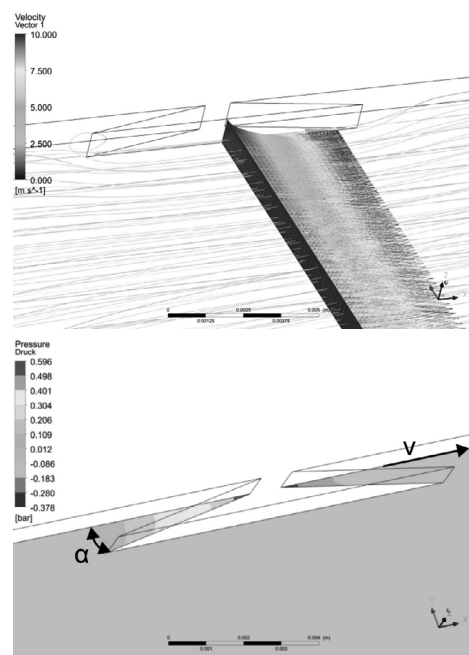 Velocity
Vector 1
10.000
7.500
5.000
2.500
0.000
[m s^-1]
0 0.0025 0.005 (m)
0.00125 0.00375
Pressure
Druck
0.596
0.498
0.401
0.304
0.206
0.109
0.012
-0.086
-0.183
-0.280
-0.378
[bar]
v
α
0 0.002 0.004 (m)
0.001 0.003